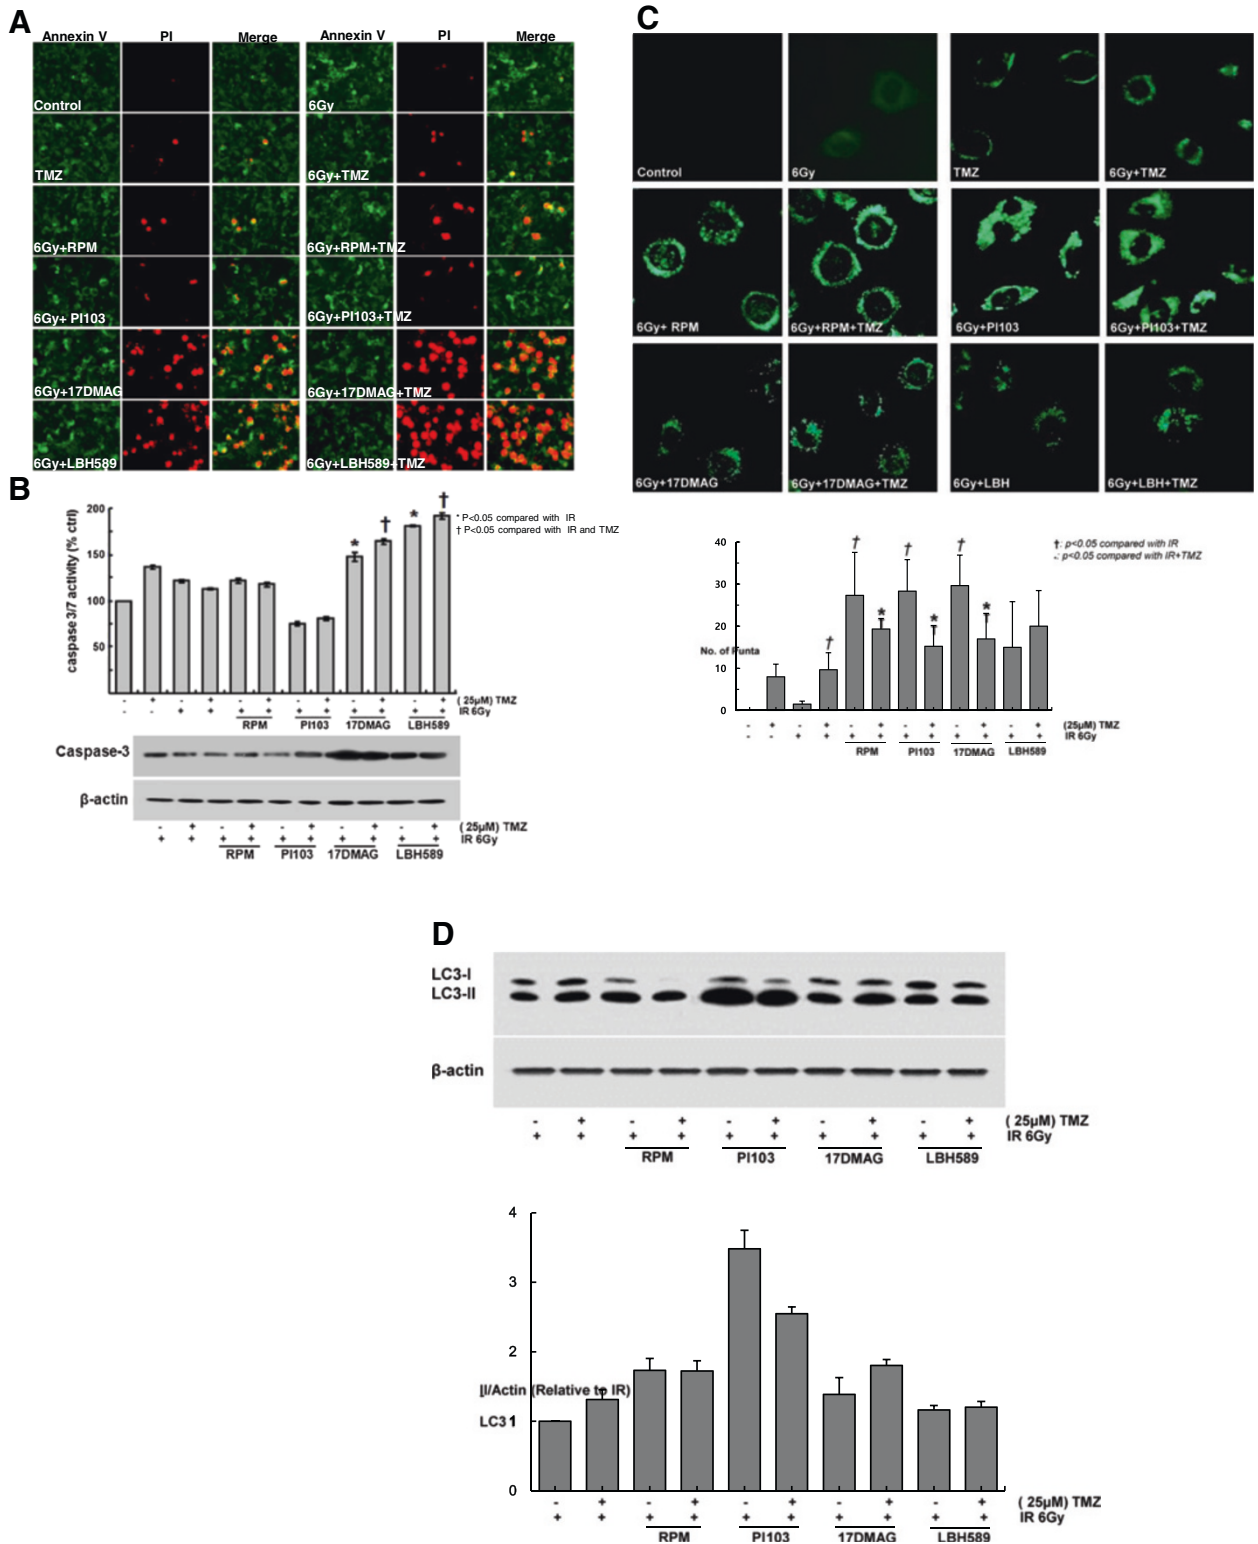 A
Annexin V PI Merge Annexin V PI Merge
Control 6Gy
TMZ 6Gy+TMZ
6Gy+RPM 6Gy+RPM+TMZ
6Gy+ PI103 6Gy+PI103+TMZ
6Gy+17DMAG 6Gy+17DMAG+TMZ
6Gy+LBH589 6Gy+LBH589+TMZ
B
caspase 3/7 activity (% ctrl)
200
150
100
50
* † * †
* P<0.05 compared with IR
† P<0.05 compared with IR and TMZ
- + - + - + - + - + - + ( 25µM) TMZ
- - + + + + + + + + + + IR 6Gy
RPM PI103 17DMAG LBH589
Caspase-3
β-actin
- + - + - + - + - + ( 25µM) TMZ
+ + + + + + + + + + IR 6Gy
RPM PI103 17DMAG LBH589
C
Control 6Gy TMZ 6Gy+TMZ
6Gy+ RPM 6Gy+RPM+TMZ 6Gy+PI103 6Gy+PI103+TMZ
6Gy+17DMAG 6Gy+17DMAG+TMZ 6Gy+LBH 6Gy+LBH+TMZ
40
30
20
10
0
No. of Punta
† † * † * † † * † † * †
†: p<0.05 compared with IR
-: p<0.05 compared with IR+TMZ
- + - + - + - + - + - + (25µM) TMZ
- - + + + + + + + + + + IR 6Gy
RPM PI103 17DMAG LBH589
D
LC3-I
LC3-II
β-actin
- + - + - + - + - + ( 25µM) TMZ
+ + + + + + + + + + IR 6Gy
RPM PI103 17DMAG LBH589
4
3
2
II/Actin (Relative to IR)
LC3 1
0
- + - + - + - + - + ( 25µM) TMZ
+ + + + + + + + + + IR 6Gy
RPM PI103 17DMAG LBH589